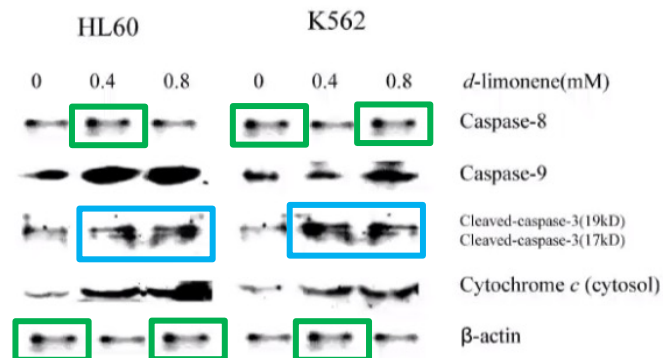 HL60 K562
0 0.4 0.8 0 0.4 0.8 d-limonene(mM)
Caspase-8
Caspase-9
Cleaved-caspase-3(19kD)
Cleaved-caspase-3(17kD)
Cytochrome c (cytosol)
β-actin